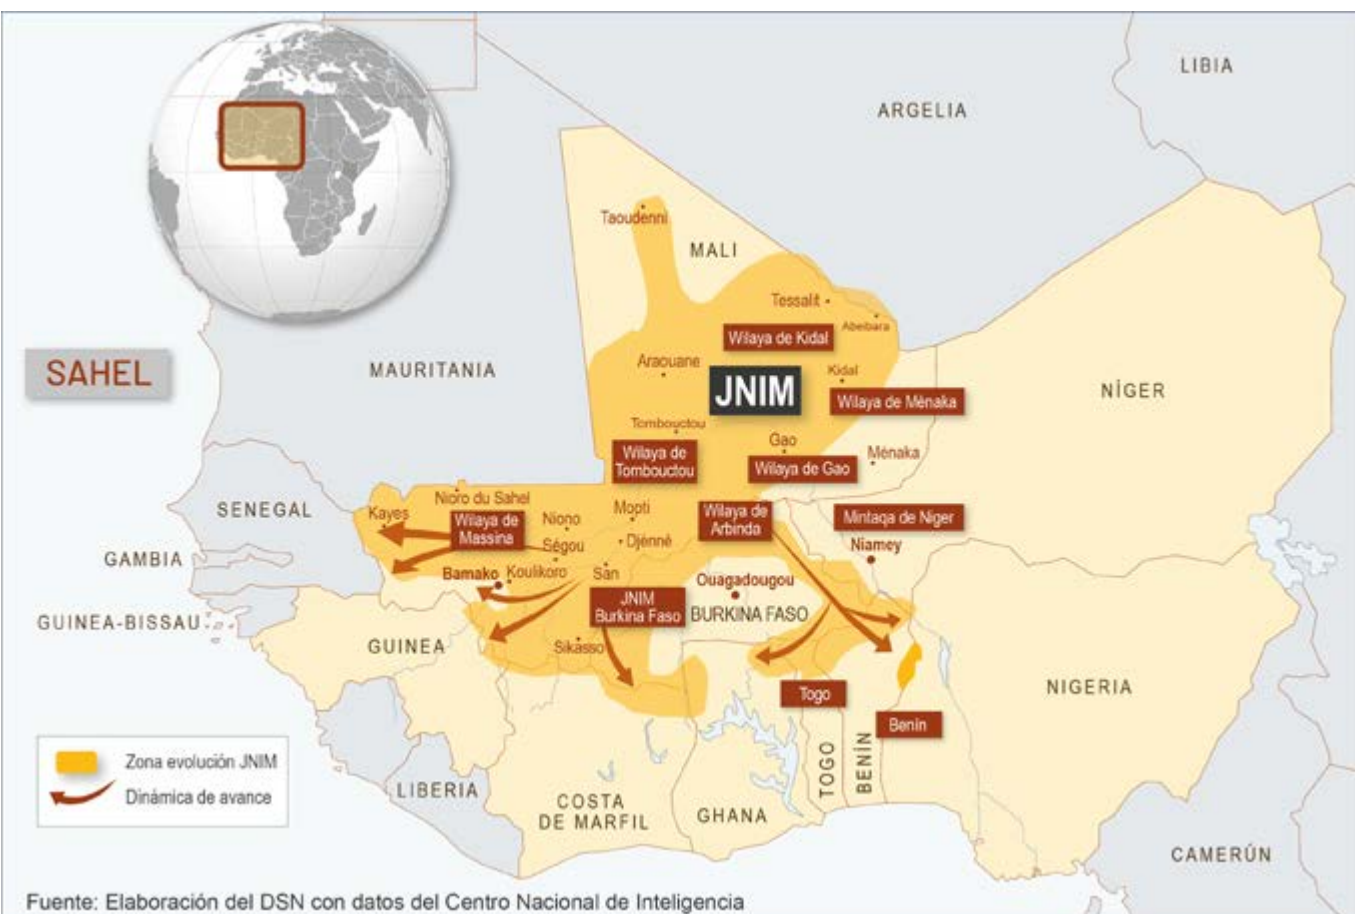 LIBIA
ARGELIA
Taoudenni
MALI
Tessalit
Abeibara
Wilaya de Kidal
SAHEL
MAURITANIA
Araouane
JNIM
Kidal
NÍGER
Wilaya de Ménaka
Tombouctou
Wilaya de
Tombouctou
Gao
Wilaya de Gao
Ménaka
SENEGAL
Kayes
Nioro du Sahel
Wilaya de
Massina
Niono
Mopti
Wilaya de
Arbinda
Mintaqa de Niger
Niamey
GAMBIA
Ségou
Djénné
Bamako
Koulikoro
San
Ouagadougou
JNIM
Burkina Faso
BURKINA FASO
GUINEA-BISSAU
GUINEA
Sikasso
Togo
NIGERIA
Benín
Zona evolución JNIM
Dinámica de avance
LIBERIA
COSTA
DE MARFIL
GHANA
TOGO
BENÍN
CAMERÚN
Fuente: Elaboración del DSN con datos del Centro Nacional de Inteligencia